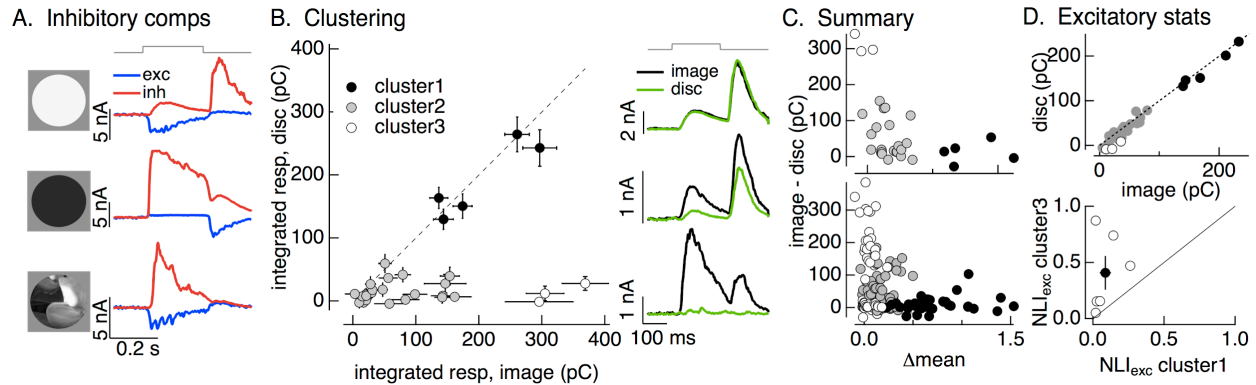 A. Inhibitory comps
exc
inh
5 nA
5 nA
5 nA
0.2 s
B. Clustering
integrated resp, disc (pC)
400
300
200
100
0
cluster1
cluster2
cluster3
0
100
200
300
400
integrated resp, image (pC)
image
disc
2 nA
1 nA
1 nA
100 ms
C. Summary
image - disc (pC)
300
200
100
0
300
200
100
0
0.0
1.5
Δmean
D. Excitatory stats
disc (pC)
200
100
0
0
200
image (pC)
NLIexc cluster3
1.0
0.5
0.0
0.0
0.5
1.0
NLIexc cluster1